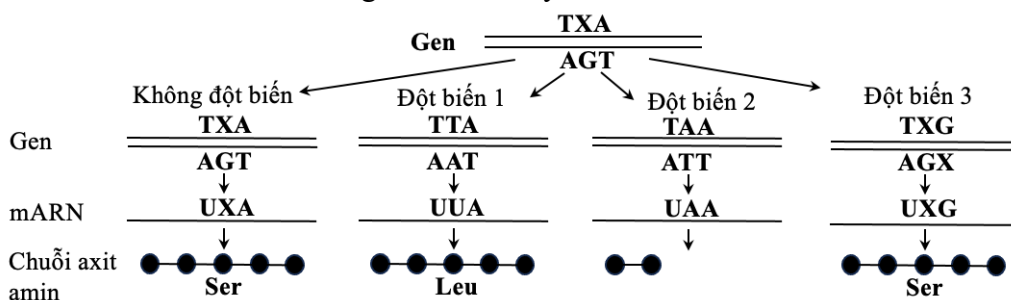 TXA
Gen
AGT
Không đột biến Đột biến 1 Đột biến 2 Đột biến 3
TXA TTA TAA TXG
Gen
AGT AAT ATT AGX
mARN UXA UUA UAA UXG
Chuỗi axit
amin Ser Leu Ser